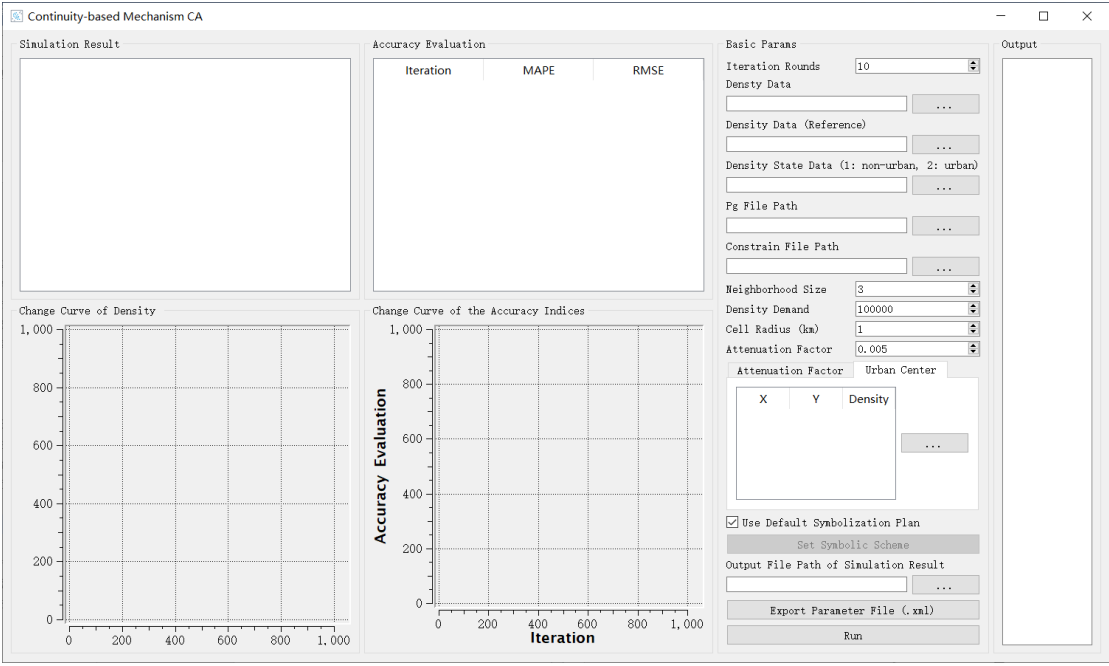 Continuity-based Mechanism CA
Simulation Result
Accuracy Evaluation
Iteration MAPE RMSE
Change Curve of Density
1,000
800
600
400
200
0
0 200 400 600 800 1,000
Change Curve of the Accuracy Indices
Accuracy Evaluation
1,000
800
600
400
200
0
0 200 400 600 800 1,000
Iteration
Basic Params
Iteration Rounds 10
Densty Data
...
Density Data (Reference)
...
Density State Data (1: non-urban, 2: urban)
...
Pg File Path
...
Constrain File Path
...
Neighborhood Size 3
Density Demand 100000
Cell Radius (km) 1
Attenuation Factor 0.005
Attenuation Factor Urban Center
X Y Density
...
Use Default Symbolization Plan
Set Symbolic Scheme
Output File Path of Simulation Result
...
Export Parameter File (.xml)
Run
Output